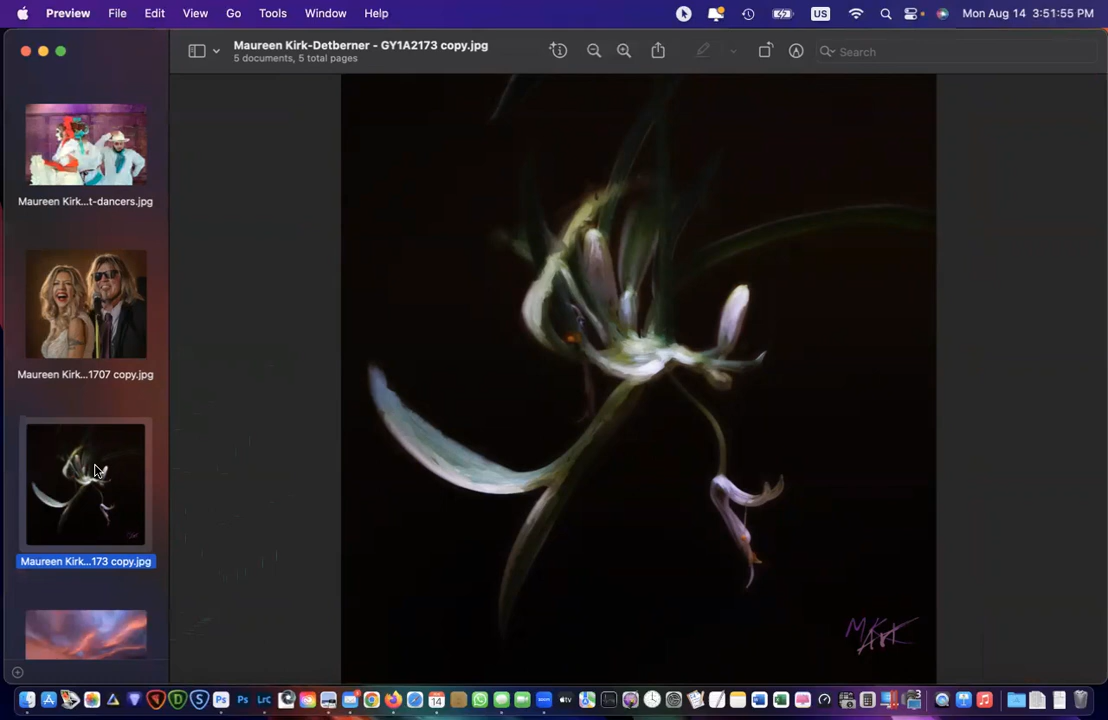 Preview File Edit View Go Tools Window Help US Mon Aug 14 3:51:55 PM
Maureen Kirk-Detberner - GY1A2173 copy.jpg
5 documents, 5 total pages
Search
Maureen Kirk...t-dancers.jpg
Maureen Kirk...1707 copy.jpg
Maureen Kirk...173 copy.jpg